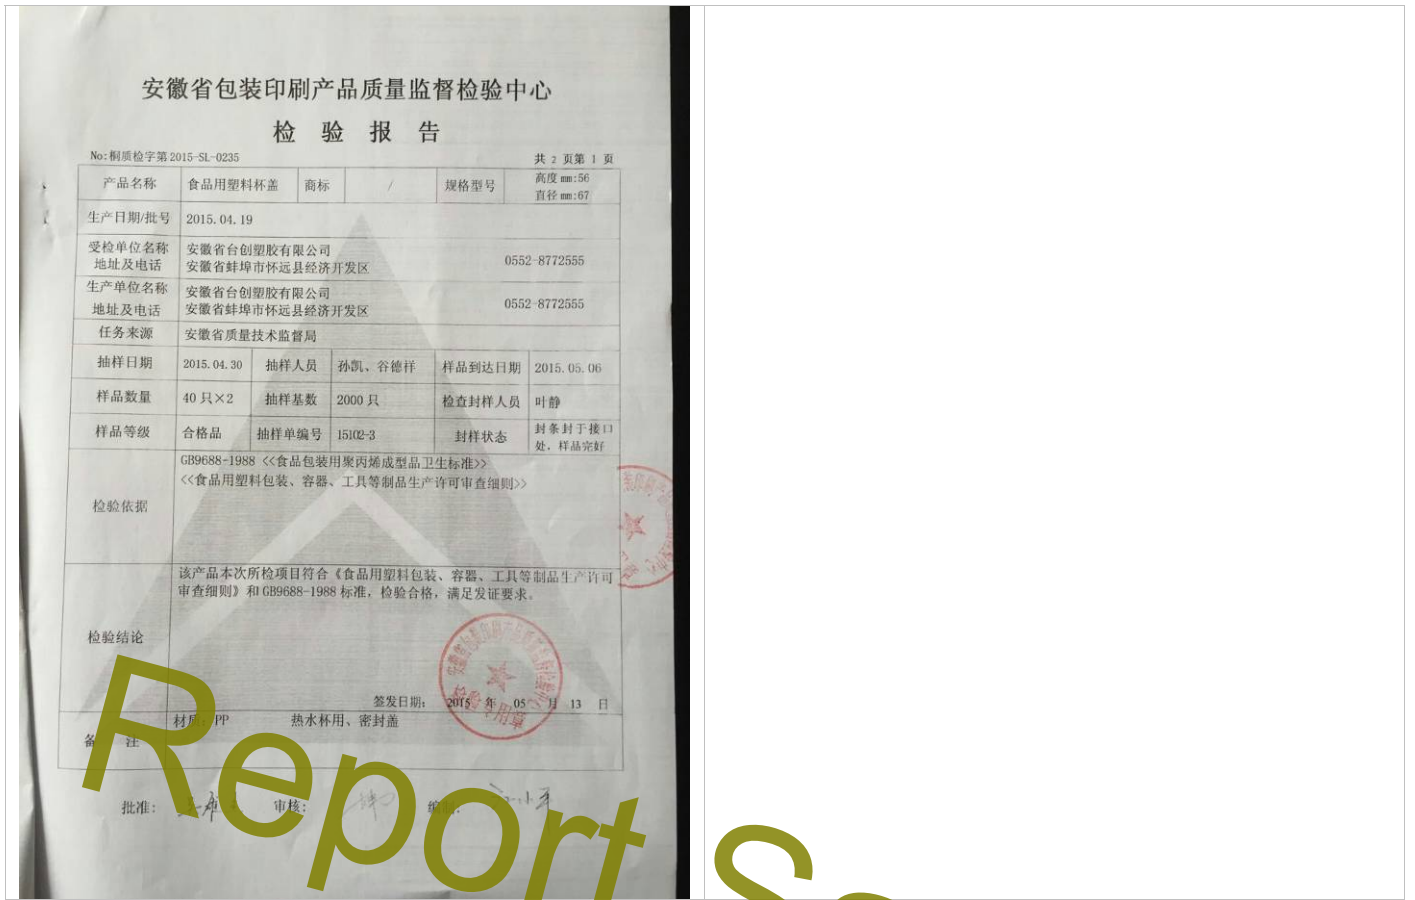 安徽省包装印刷产品质量监督检验中心
检 验 报 告
No:桐质检字第2015-SL-0235
共 2 页第 1 页
产品名称 食品用塑料杯盖 商标 / 规格型号 高度 mm:56
直径 mm:67
生产日期/批号 2015.04.19
受检单位名称 安徽省台创塑胶有限公司
地址及电话 安徽省蚌埠市怀远县经济开发区 0552-8772555
生产单位名称 安徽省台创塑胶有限公司
地址及电话 安徽省蚌埠市怀远县经济开发区 0552-8772555
任务来源 安徽省质量技术监督局
抽样日期 2015.04.30 抽样人员 孙凯、谷德祥 样品到达日期 2015.05.06
样品数量 40 只×2 抽样基数 2000 只 检查封样人员 叶静
样品等级 合格品 抽样单编号 15102-3 封样状态 封条封于接口
处，样品完好
检验依据
GB9688-1988 <<食品包装用聚丙烯成型品卫生标准>>
<<食品用塑料包装、容器、工具等制品生产许可审查细则>>
检验结论
该产品本次所检项目符合《食品用塑料包装、容器、工具等制品生产许可
审查细则》和 GB9688-1988 标准，检验合格，满足发证要求。
签发日期： 2015 年 05 月 13 日
备 注
材质：PP 热水杯用、密封盖
批准： 审核： 编制：
Report